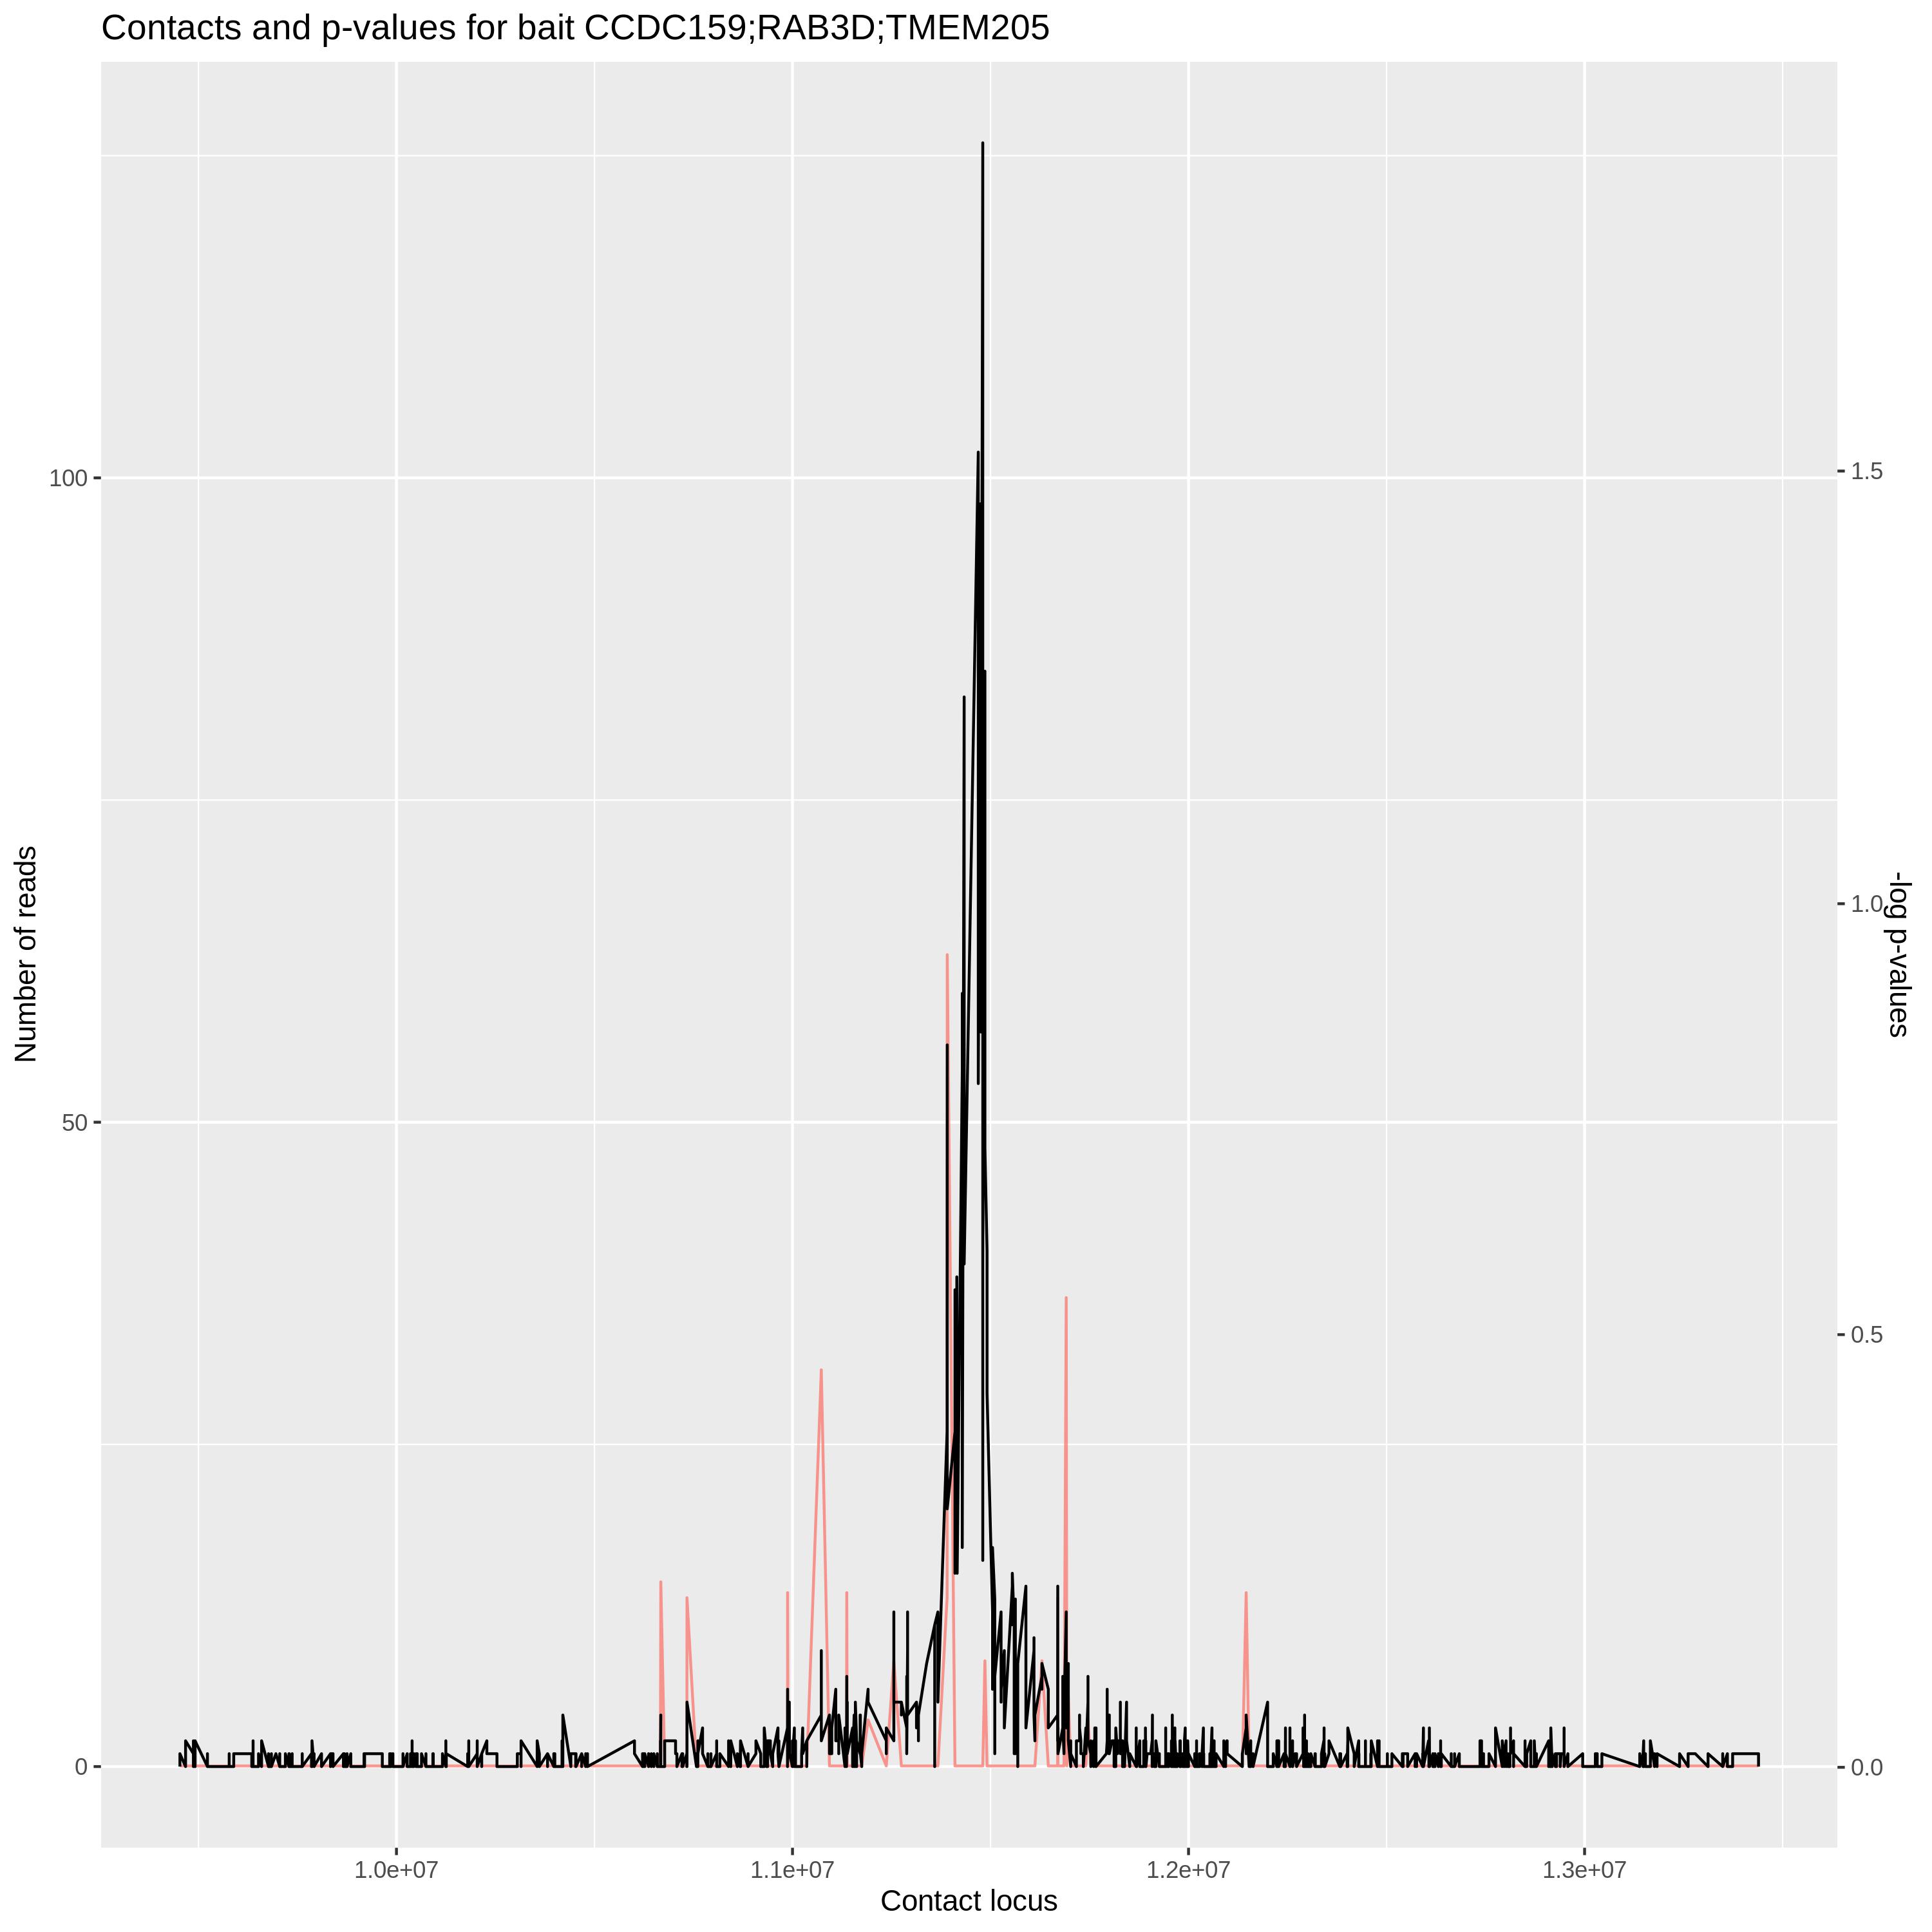 Contacts and p-values for bait CCDC159;RAB3D;TMEM205
Number of reads
100
50
0
1.5
1.0
0.5
0.0
-log p-values
1.0e+07
1.1e+07
1.2e+07
1.3e+07
Contact locus